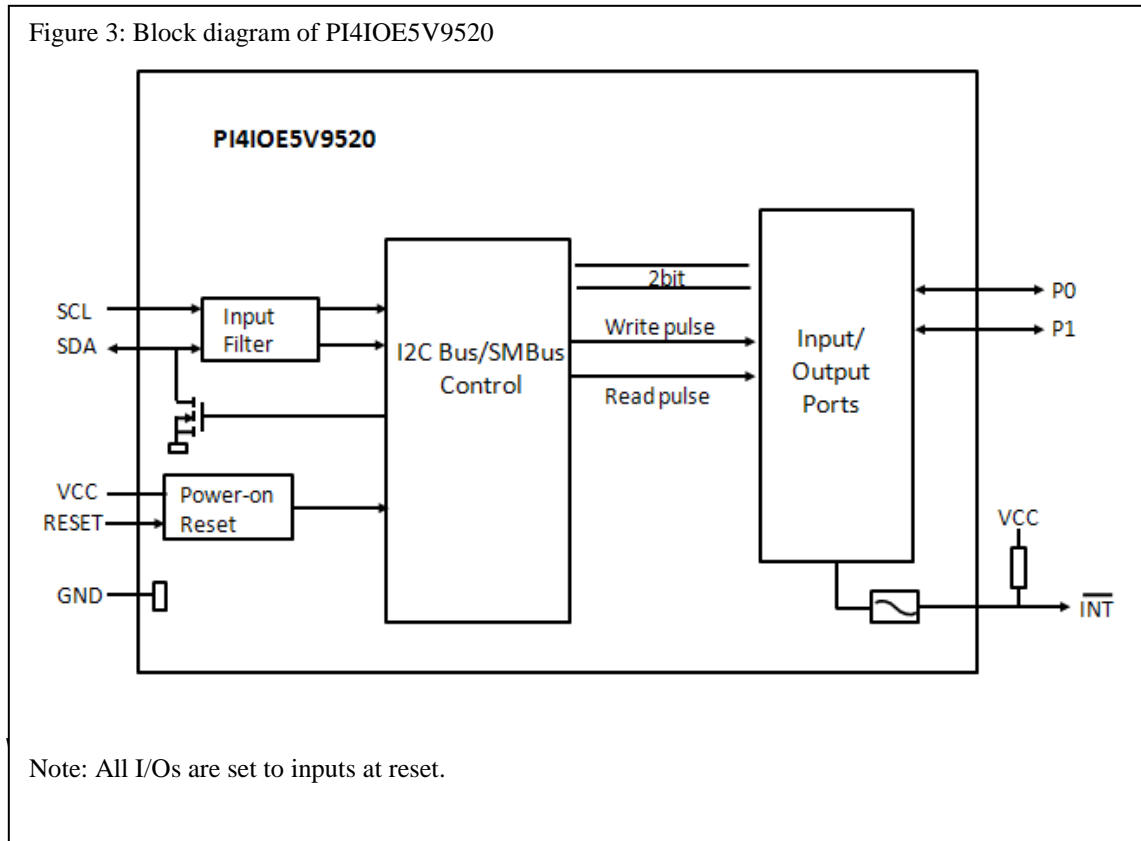 Figure 3: Block diagram of PI4IOE5V9520
PI4IOE5V9520
SCL
SDA
Input
Filter
I2C Bus/SMBus
Control
2bit
Write pulse
Read pulse
Input/
Output
Ports
P0
P1
VCC
RESET
Power-on
Reset
GND
VCC
INT
Note: All I/Os are set to inputs at reset.